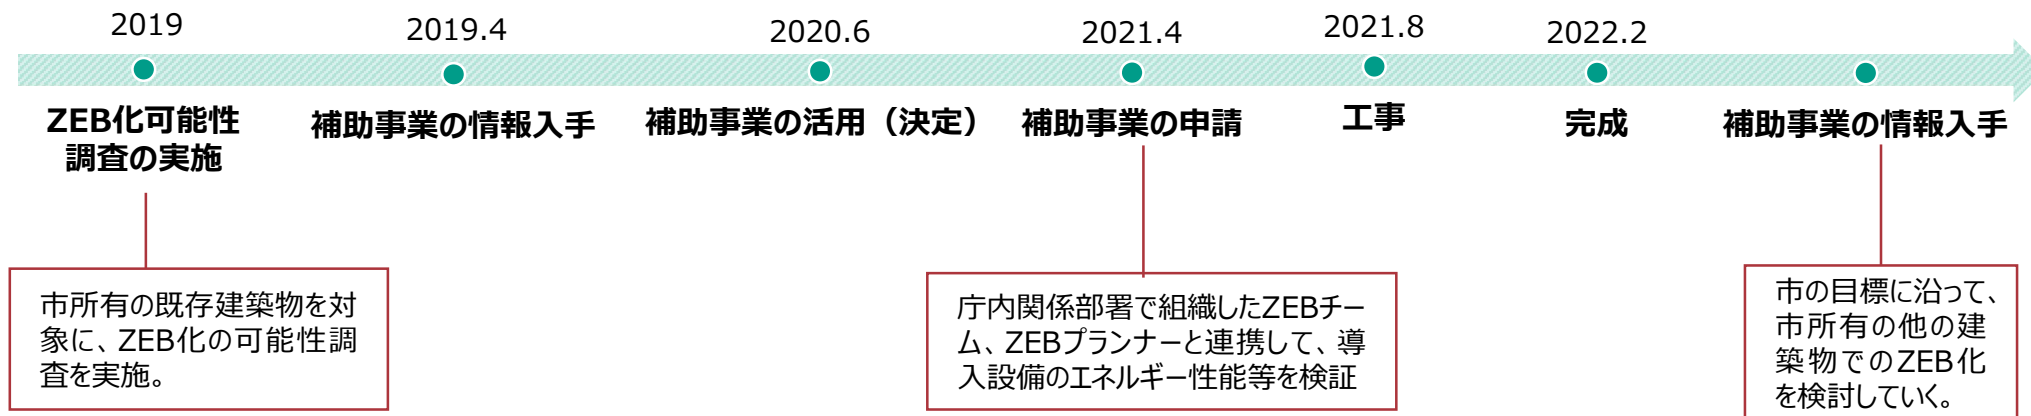 2019
2019.4
2020.6
2021.4
2021.8
2022.2
ZEB化可能性
調査の実施
補助事業の情報入手
補助事業の活用（決定）
補助事業の申請
工事
完成
補助事業の情報入手
市所有の既存建築物を対
象に、ZEB化の可能性調
査を実施。
庁内関係部署で組織したZEBチー
ム、ZEBプランナーと連携して、導
入設備のエネルギー性能等を検証
市の目標に沿って、
市所有の他の建
築物でのZEB化
を検討していく。